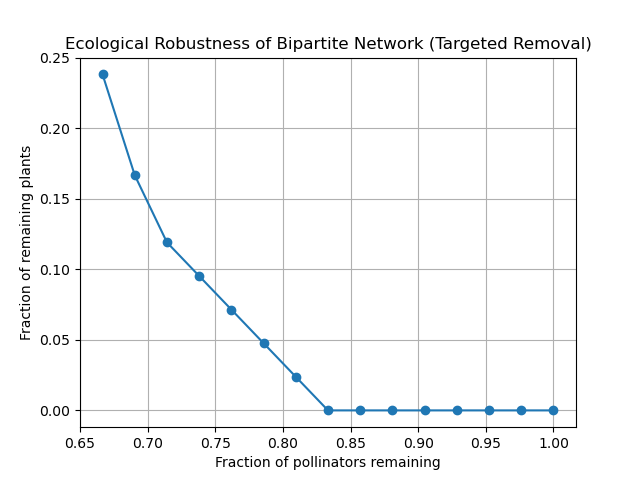 Ecological Robustness of Bipartite Network (Targeted Removal)
0.25
0.20
0.15
0.10
0.05
0.00
Fraction of remaining plants
0.65 0.70 0.75 0.80 0.85 0.90 0.95 1.00
Fraction of pollinators remaining